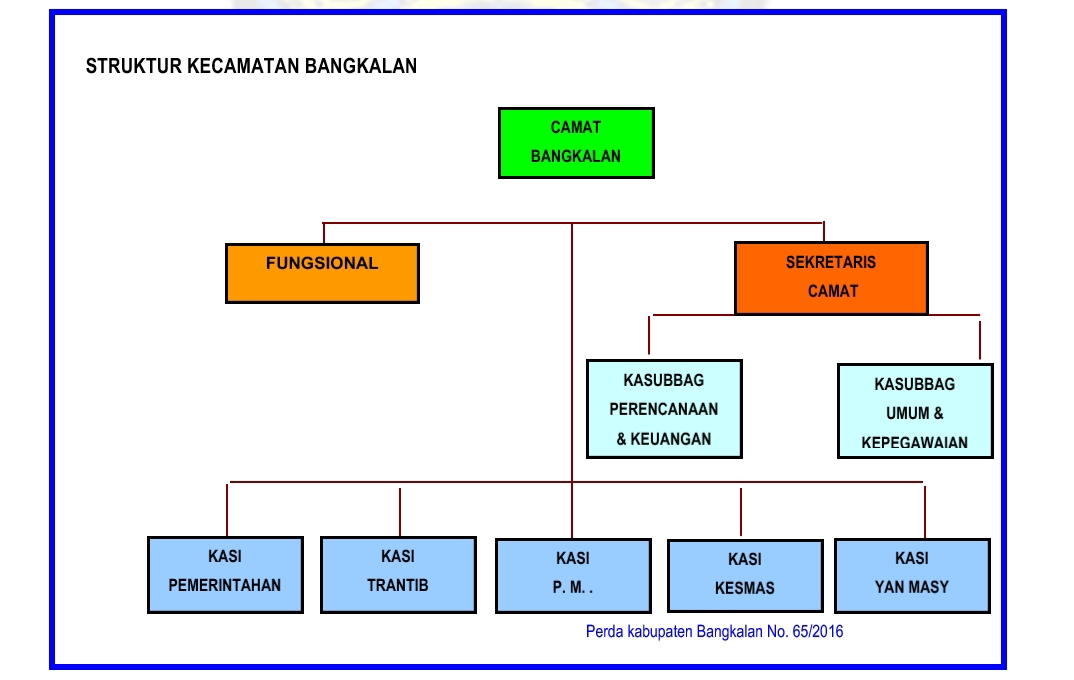 STRUKTUR KECAMATAN BANGKALAN
CAMAT
BANGKALAN
FUNGSIONAL
SEKRETARIS
CAMAT
KASUBBAG
PERENCANAAN
& KEUANGAN
KASUBBAG
UMUM &
KEPEGAWAIAN
KASI
PEMERINTAHAN
KASI
TRANTIB
KASI
P. M. .
KASI
KESMAS
KASI
YAN MASY
Perda kabupaten Bangkalan No. 65/2016